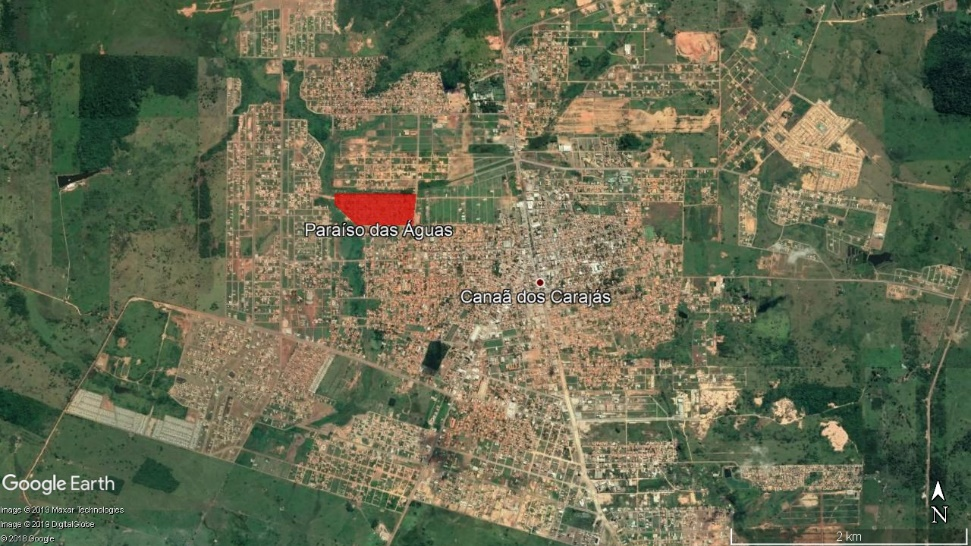 Paraíso das Águas
Canaã dos Carajás
Google Earth
Image © 2019 Maxar Technologies
Image © 2019 DigitalGlobe
© 2018 Google
N
2 km